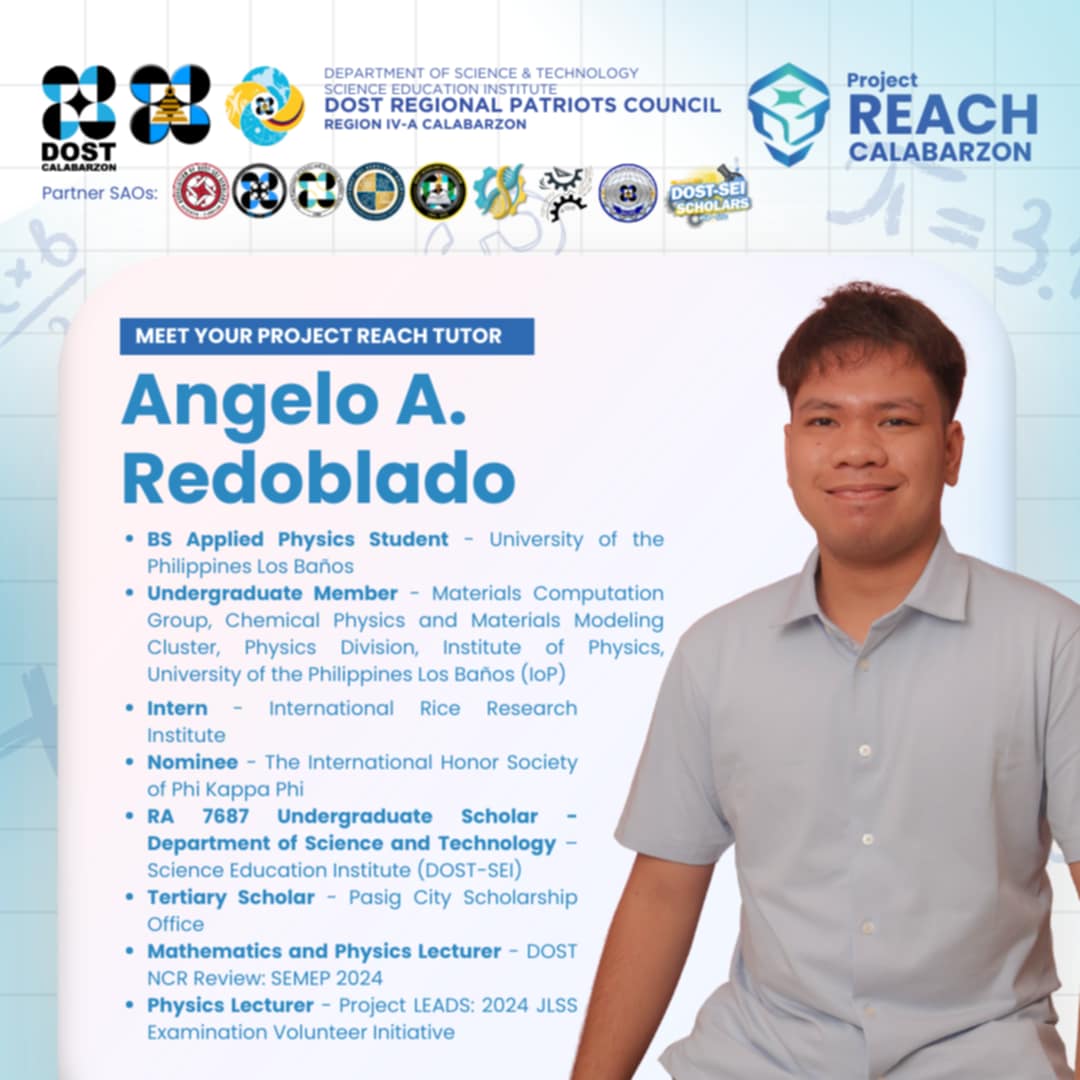 DEPARTMENT OF SCIENCE & TECHNOLOGY
SCIENCE EDUCATION INSTITUTE
DOST REGIONAL PATRIOTS COUNCIL
REGION IV-A CALABARZON
DOST
CALABARZON
Project
REACH
CALABARZON
Partner SAOs:
DOST-SEI
SCHOLARS
MEET YOUR PROJECT REACH TUTOR
Angelo A.
Redoblado
• BS Applied Physics Student - University of the
Philippines Los Baños
• Undergraduate Member - Materials Computation
Group, Chemical Physics and Materials Modeling
Cluster, Physics Division, Institute of Physics,
University of the Philippines Los Baños (IoP)
• Intern - International Rice Research
Institute
• Nominee - The International Honor Society
of Phi Kappa Phi
• RA 7687 Undergraduate Scholar -
Department of Science and Technology –
Science Education Institute (DOST-SEI)
• Tertiary Scholar - Pasig City Scholarship
Office
• Mathematics and Physics Lecturer - DOST
NCR Review: SEMEP 2024
• Physics Lecturer - Project LEADS: 2024 JLSS
Examination Volunteer Initiative